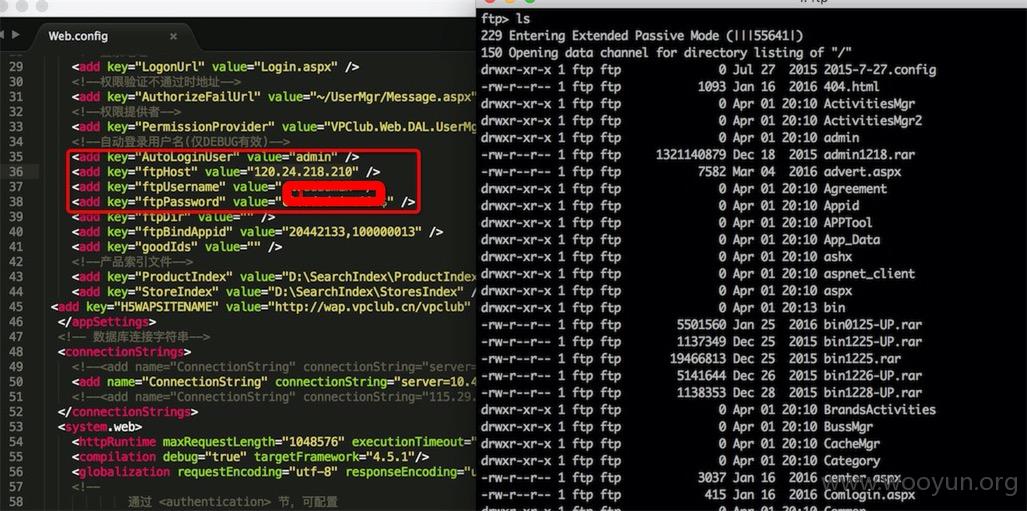 Web.config
29 <add key="LogonUrl" value="Login.aspx" />
30 <!--权限验证不通过时地址-->
31 <add key="AuthorizeFailUrl" value="~/UserMgr/Message.aspx"
32 <!--权限提供者-->
33 <add key="PermissionProvider" value="VPClub.Web.DAL.UserMg
34 <!--自动登录用户名(仅DEBUG有效)-->
35 <add key="AutoLoginUser" value="admin" />
36 <add key="ftpHost" value="120.24.218.210" />
37 <add key="ftpUsername" value="
38 <add key="ftpPassword" value=" " />
39 <add key="ftpDir" value="" />
40 <add key="ftpBindAppid" value="20442133,100000013" />
41 <add key="goodIds" value="" />
42 <!--产品索引文件-->
43 <add key="ProductIndex" value="D:\SearchIndex\ProductIndex
44 <add key="StoreIndex" value="D:\SearchIndex\StoresIndex" /
45 <add key="H5WAPSITENAME" value="http://wap.vpclub.cn/vpclub"
46 </appSettings>
47 <!-- 数据库连接字符串-->
48 <connectionStrings>
49 <!--<add name="ConnectionString" connectionString="server=
50 <add name="ConnectionString" connectionString="server=10.4
51 <!--<add name="ConnectionString" connectionString="115.29.
52 </connectionStrings>
53 <system.web>
54 <httpRuntime maxRequestLength="1048576" executionTimeout="
55 <compilation debug="true" targetFramework="4.5.1"/>
56 <globalization requestEncoding="utf-8" responseEncoding="u
57 <!--
58 通过 <authentication> 节，可配置
ftp> ls
229 Entering Extended Passive Mode (|||55641|)
150 Opening data channel for directory listing of "/"
drwxr-xr-x 1 ftp ftp 0 Jul 27 2015 2015-7-27.config
-rw-r--r-- 1 ftp ftp 1093 Jan 16 2016 404.html
drwxr-xr-x 1 ftp ftp 0 Apr 01 20:10 ActivitiesMgr
drwxr-xr-x 1 ftp ftp 0 Apr 01 20:10 ActivitiesMgr2
drwxr-xr-x 1 ftp ftp 0 Apr 01 20:10 admin
-rw-r--r-- 1 ftp ftp 1321140879 Dec 18 2015 admin1218.rar
-rw-r--r-- 1 ftp ftp 7582 Mar 04 2016 advert.aspx
drwxr-xr-x 1 ftp ftp 0 Apr 01 20:10 Agreement
drwxr-xr-x 1 ftp ftp 0 Apr 01 20:10 Appid
drwxr-xr-x 1 ftp ftp 0 Apr 01 20:10 APPTool
drwxr-xr-x 1 ftp ftp 0 Apr 01 20:10 App_Data
drwxr-xr-x 1 ftp ftp 0 Apr 01 20:10 ashx
drwxr-xr-x 1 ftp ftp 0 Apr 01 20:10 aspnet_client
drwxr-xr-x 1 ftp ftp 0 Apr 01 20:10 aspx
drwxr-xr-x 1 ftp ftp 0 Apr 01 20:13 bin
-rw-r--r-- 1 ftp ftp 5501560 Jan 25 2016 bin0125-UP.rar
-rw-r--r-- 1 ftp ftp 1137349 Dec 25 2015 bin1225-UP.rar
-rw-r--r-- 1 ftp ftp 19466813 Dec 25 2015 bin1225.rar
-rw-r--r-- 1 ftp ftp 5141644 Dec 26 2015 bin1226-UP.rar
-rw-r--r-- 1 ftp ftp 1138353 Dec 28 2015 bin1228-UP.rar
drwxr-xr-x 1 ftp ftp 0 Apr 01 20:10 BrandsActivities
drwxr-xr-x 1 ftp ftp 0 Apr 01 20:10 BussMgr
drwxr-xr-x 1 ftp ftp 0 Apr 01 20:10 CacheMgr
drwxr-xr-x 1 ftp ftp 0 Apr 01 20:10 Category
-rw-r--r-- 1 ftp ftp 3037 Jan 16 2016 center.aspx
-rw-r--r-- 1 ftp ftp 415 Jan 16 2016 Comlogin.aspx
www.wooyun.org